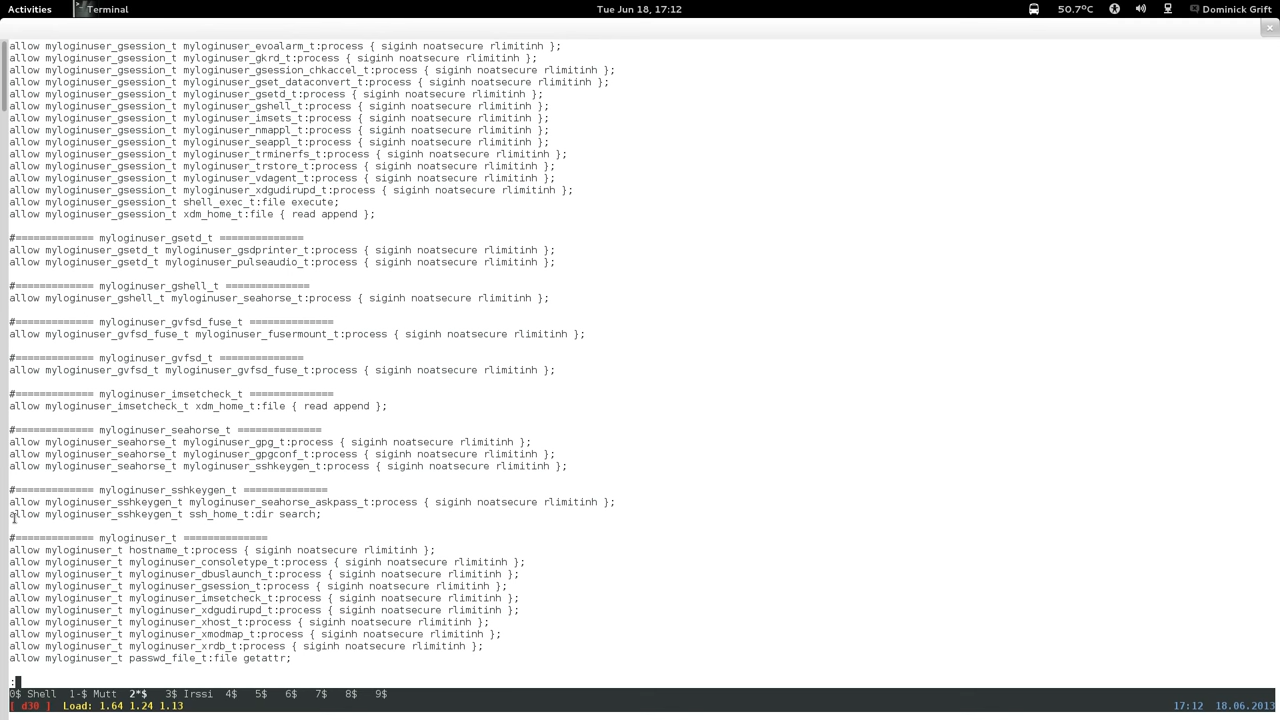 Activities Terminal Tue Jun 18, 17:12 50.7°C Dominick Grift
allow myloginuser_gsession_t myloginuser_evoalarm_t:process { siginh noatsecure rlimitinh };
allow myloginuser_gsession_t myloginuser_gkrd_t:process { siginh noatsecure rlimitinh };
allow myloginuser_gsession_t myloginuser_gsession_chkaccel_t:process { siginh noatsecure rlimitinh };
allow myloginuser_gsession_t myloginuser_gset_dataconvert_t:process { siginh noatsecure rlimitinh };
allow myloginuser_gsession_t myloginuser_gsetd_t:process { siginh noatsecure rlimitinh };
allow myloginuser_gsession_t myloginuser_gshell_t:process { siginh noatsecure rlimitinh };
allow myloginuser_gsession_t myloginuser_imsets_t:process { siginh noatsecure rlimitinh };
allow myloginuser_gsession_t myloginuser_nmappl_t:process { siginh noatsecure rlimitinh };
allow myloginuser_gsession_t myloginuser_seappl_t:process { siginh noatsecure rlimitinh };
allow myloginuser_gsession_t myloginuser_trminerfs_t:process { siginh noatsecure rlimitinh };
allow myloginuser_gsession_t myloginuser_trstore_t:process { siginh noatsecure rlimitinh };
allow myloginuser_gsession_t myloginuser_vdagent_t:process { siginh noatsecure rlimitinh };
allow myloginuser_gsession_t myloginuser_xdgudirupd_t:process { siginh noatsecure rlimitinh };
allow myloginuser_gsession_t shell_exec_t:file execute;
allow myloginuser_gsession_t xdm_home_t:file { read append };
#============= myloginuser_gsetd_t ==============
allow myloginuser_gsetd_t myloginuser_gsdprinter_t:process { siginh noatsecure rlimitinh };
allow myloginuser_gsetd_t myloginuser_pulseaudio_t:process { siginh noatsecure rlimitinh };
#============= myloginuser_gshell_t ==============
allow myloginuser_gshell_t myloginuser_seahorse_t:process { siginh noatsecure rlimitinh };
#============= myloginuser_gvfsd_fuse_t ==============
allow myloginuser_gvfsd_fuse_t myloginuser_fusermount_t:process { siginh noatsecure rlimitinh };
#============= myloginuser_gvfsd_t ==============
allow myloginuser_gvfsd_t myloginuser_gvfsd_fuse_t:process { siginh noatsecure rlimitinh };
#============= myloginuser_imsetcheck_t ==============
allow myloginuser_imsetcheck_t xdm_home_t:file { read append };
#============= myloginuser_seahorse_t ==============
allow myloginuser_seahorse_t myloginuser_gpg_t:process { siginh noatsecure rlimitinh };
allow myloginuser_seahorse_t myloginuser_gpgconf_t:process { siginh noatsecure rlimitinh };
allow myloginuser_seahorse_t myloginuser_sshkeygen_t:process { siginh noatsecure rlimitinh };
#============= myloginuser_sshkeygen_t ==============
allow myloginuser_sshkeygen_t myloginuser_seahorse_askpass_t:process { siginh noatsecure rlimitinh };
allow myloginuser_sshkeygen_t ssh_home_t:dir search;
#============= myloginuser_t ==============
allow myloginuser_t hostname_t:process { siginh noatsecure rlimitinh };
allow myloginuser_t myloginuser_consoletype_t:process { siginh noatsecure rlimitinh };
allow myloginuser_t myloginuser_dbuslaunch_t:process { siginh noatsecure rlimitinh };
allow myloginuser_t myloginuser_gsession_t:process { siginh noatsecure rlimitinh };
allow myloginuser_t myloginuser_imsetcheck_t:process { siginh noatsecure rlimitinh };
allow myloginuser_t myloginuser_xdgudirupd_t:process { siginh noatsecure rlimitinh };
allow myloginuser_t myloginuser_xhost_t:process { siginh noatsecure rlimitinh };
allow myloginuser_t myloginuser_xmodmap_t:process { siginh noatsecure rlimitinh };
allow myloginuser_t myloginuser_xrdb_t:process { siginh noatsecure rlimitinh };
allow myloginuser_t passwd_file_t:file getattr;
:
0$ Shell 1-$ Mutt 2*$ 3$ Irssi 4$ 5$ 6$ 7$ 8$ 9$
[ d30 ] Load: 1.64 1.24 1.13 17:12 18.06.2013